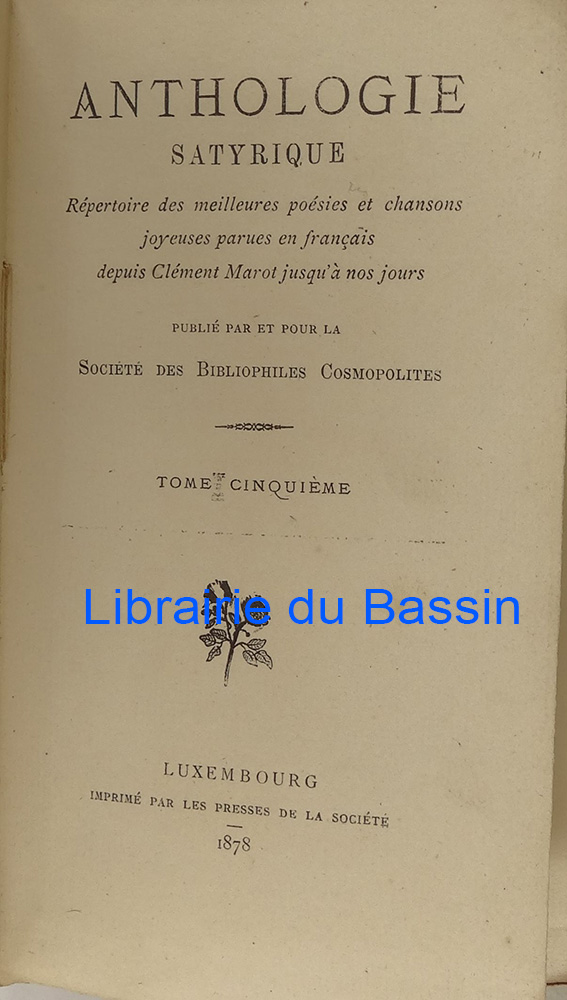 ANTHOLOGIE
SATYRIQUE
Répertoire des meilleures poésies et chansons
joyeuses parues en français
depuis Clément Marot jusqu'à nos jours
PUBLIÉ PAR ET POUR LA
SOCIÉTÉ DES BIBLIOPHILES COSMOPOLITES
TOME CINQUIÈME
Librairie du Bassin
LUXEMBOURG
IMPRIMÉ PAR LES PRESSES DE LA SOCIÉTÉ
1878